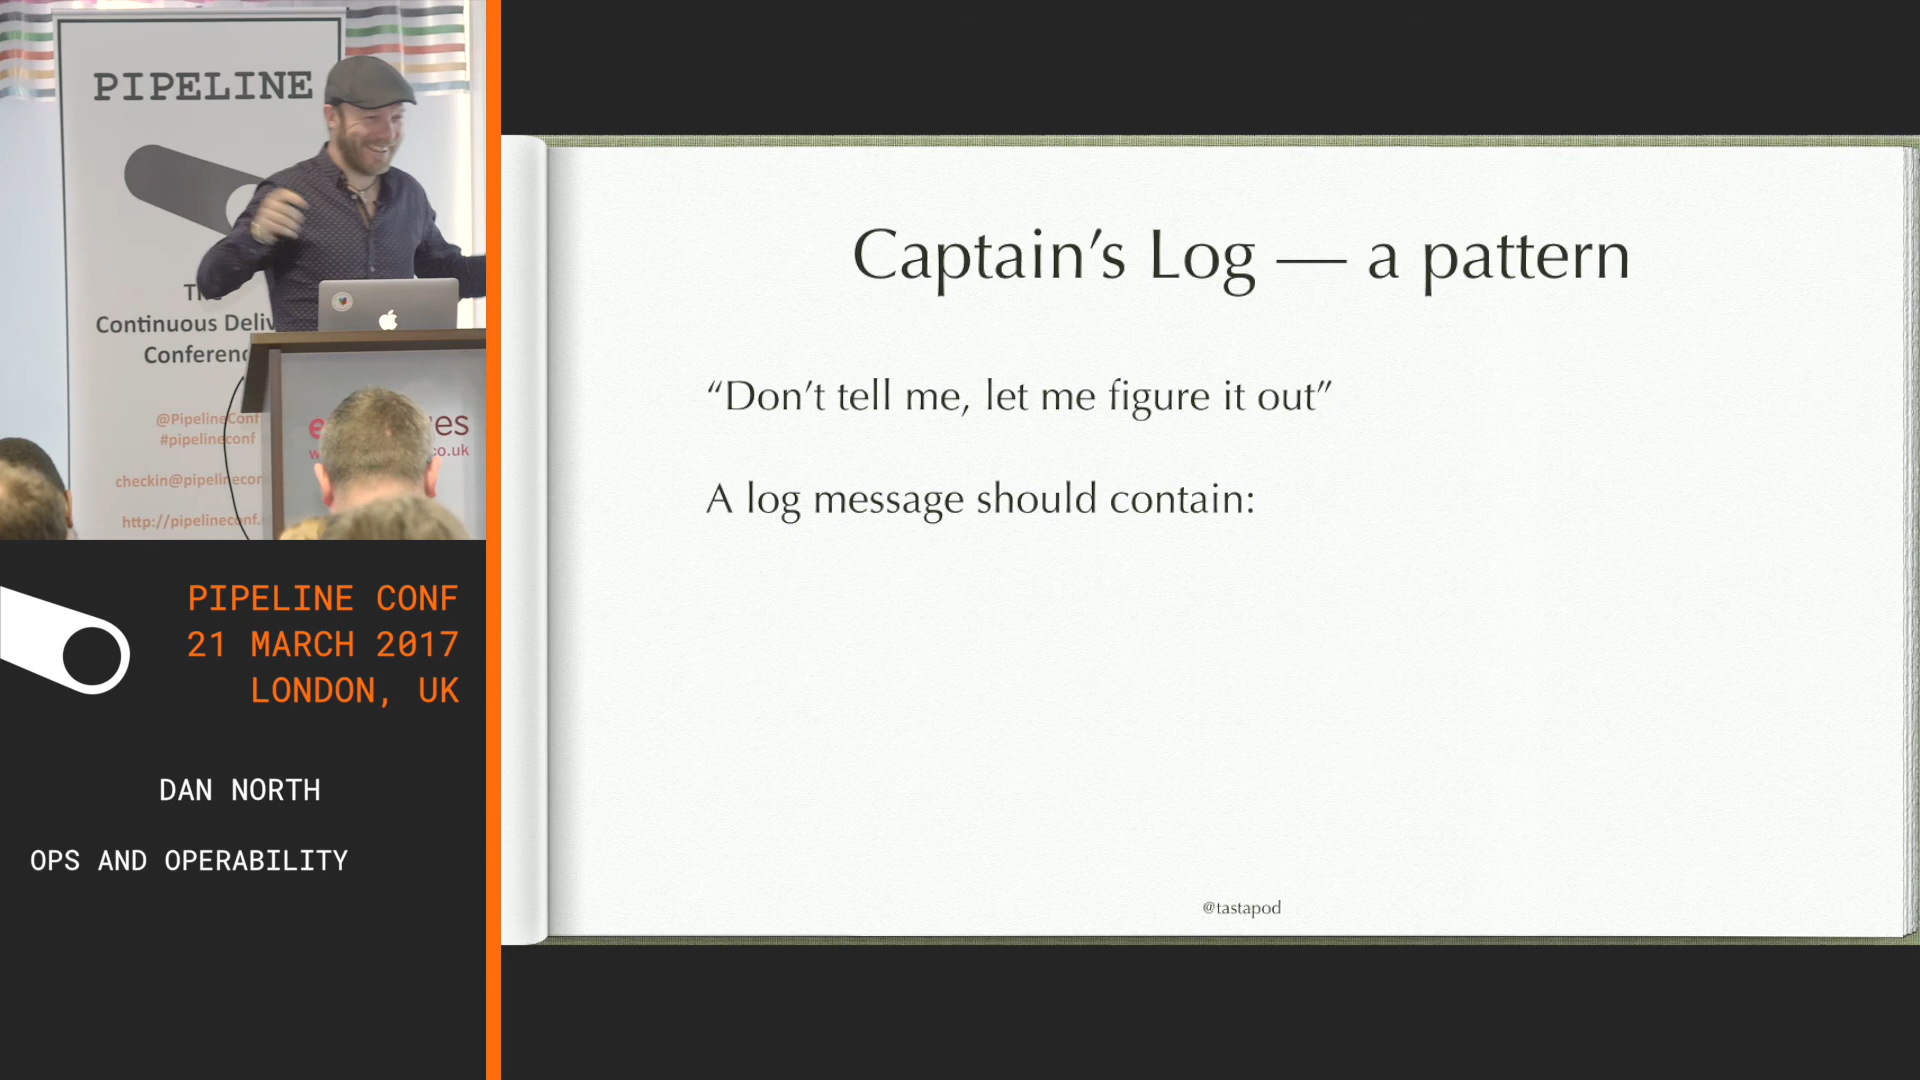 PIPELINE
The
Continuous Deliv
Conferenc
@PipelineConf
#pipelineconf
checkin@pipelinecon
http://pipelineconf.
es
co.uk
PIPELINE CONF
21 MARCH 2017
LONDON, UK
DAN NORTH
OPS AND OPERABILITY
Captain’s Log — a pattern
“Don’t tell me, let me figure it out”
A log message should contain:
@tastapod